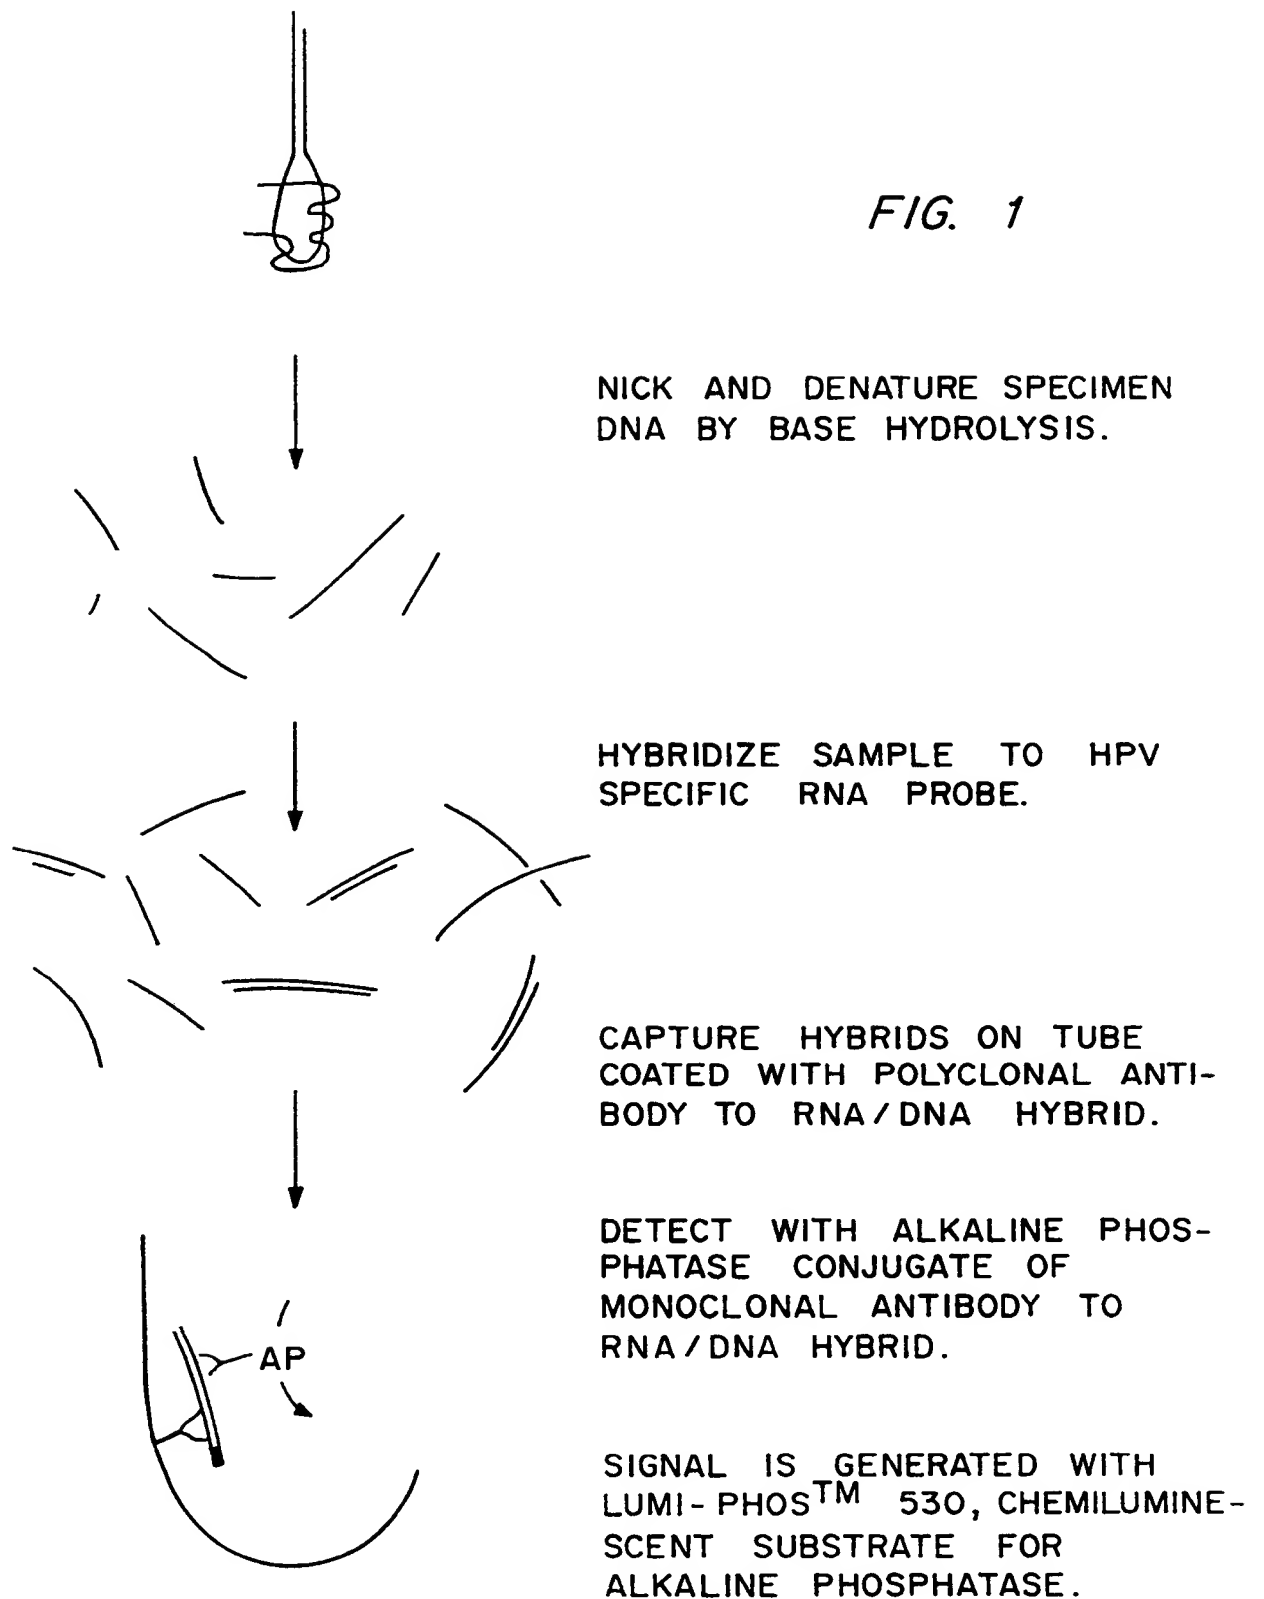 FIG. 1
NICK AND DENATURE SPECIMEN
DNA BY BASE HYDROLYSIS.
HYBRIDIZE SAMPLE TO HPV
SPECIFIC RNA PROBE.
CAPTURE HYBRIDS ON TUBE
COATED WITH POLYCLONAL ANTI-
BODY TO RNA/DNA HYBRID.
DETECT WITH ALKALINE PHOS-
PHATASE CONJUGATE OF
MONOCLONAL ANTIBODY TO
RNA/DNA HYBRID.
AP
SIGNAL IS GENERATED WITH
LUMI-PHOS™ 530, CHEMILUMINE-
SCENT SUBSTRATE FOR
ALKALINE PHOSPHATASE.